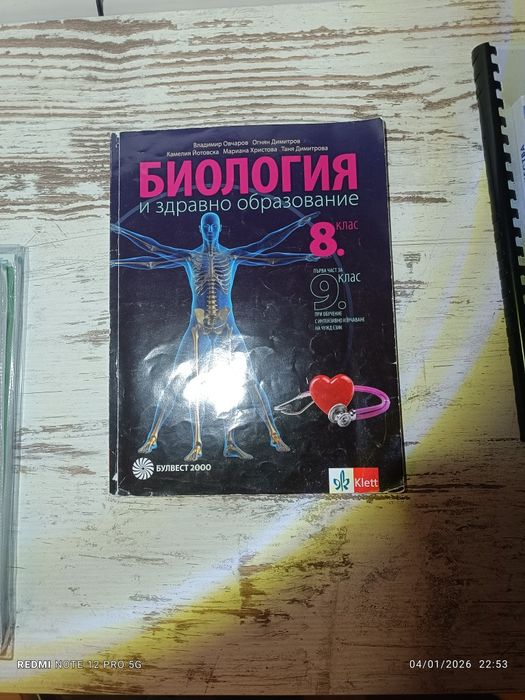 Владимир Овчаров Огнян Димитров
Камелия Йотовска Мариана Христова Таня Димитрова
БИОЛОГИЯ
и здравно образование
8. клас
ПЪРВА ЧАСТ ЗА
9. клас
ПРИ ОБУЧЕНИЕ
С ИНТЕНЗИВНО ИЗУЧАВАНЕ
НА ЧУЖД ЕЗИК
БУЛВЕСТ 2000
Klett
REDMI NOTE 12 PRO 5G
04/01/2026 22:53